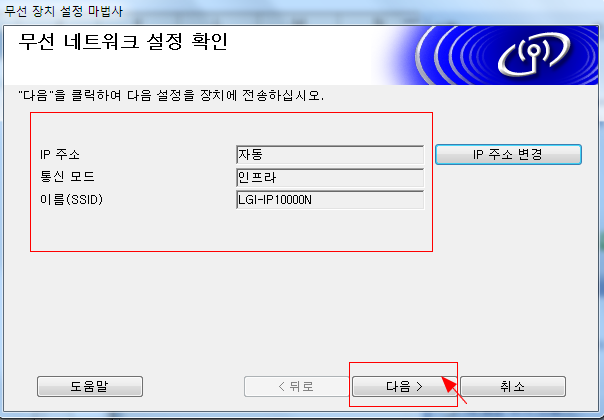 무선 장치 설정 마법사
무선 네트워크 설정 확인
"다음"을 클릭하여 다음 설정을 장치에 전송하십시오.
IP 주소 자동 IP 주소 변경
통신 모드 인프라
이름(SSID) LGI-IP10000N
도움말 < 뒤로 다음 > 취소